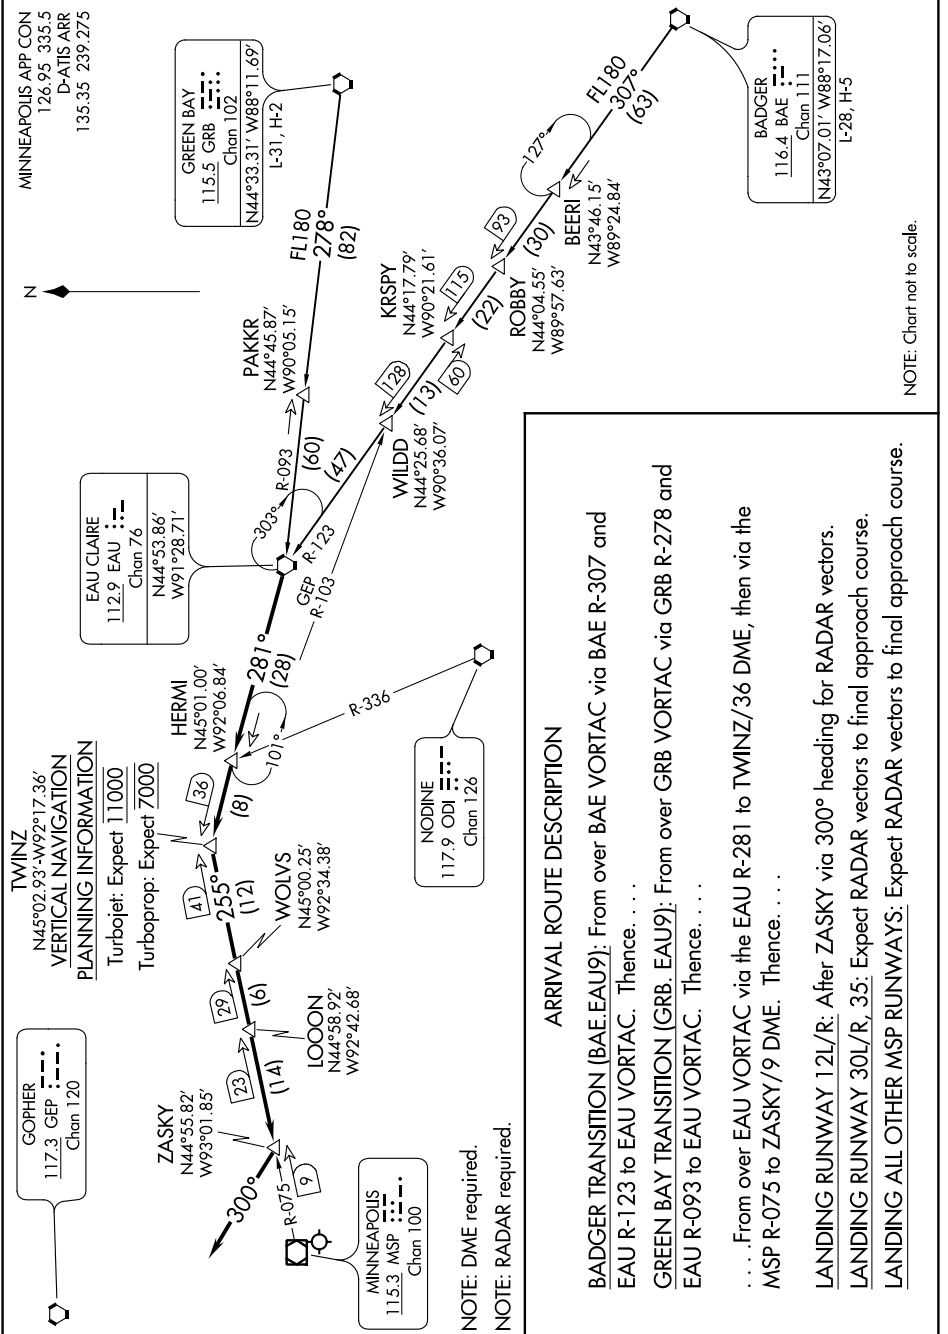 MINNEAPOLIS APP CON
126.95 335.5
D-ATIS ARR
135.35 239.275
GREEN BAY
115.5 GRB
Chan 102
N44°33.31' W88°11.69'
L-31, H-2
FL180
278°
(82)
N
PAKKR
N44°45.87'
W90°05.15'
R-093
(60)
FL180
307°
(63)
BADGER
116.4 BAE
Chan 111
N43°07.01' W88°17.06'
L-28, H-5
127°
BEERI
N43°46.15'
W89°24.84'
(30)
93
ROBBY
N44°04.55'
W89°57.63'
(22)
115
KRSPY
N44°17.79'
W90°21.61'
60
(13)
128
WILDD
N44°25.68'
W90°36.07'
(47)
R-123
303°
EAU CLAIRE
112.9 EAU
Chan 76
N44°53.86'
W91°28.71'
GEP
R-103
281°
(28)
HERMI
N45°01.00'
W92°06.84'
101°
R-336
NODINE
117.9 ODI
Chan 126
(8)
36
TWINZ
N45°02.93'-W92°17.36'
VERTICAL NAVIGATION
PLANNING INFORMATION
Turbojet: Expect 11000
Turboprop: Expect 7000
41
255°
(12)
WOLVS
N45°00.25'
W92°34.38'
29
(6)
LOOON
N44°58.92'
W92°42.68'
23
(14)
ZASKY
N44°55.82'
W93°01.85'
300°
R-075
9
GOPHER
117.3 GEP
Chan 120
MINNEAPOLIS
115.3 MSP
Chan 100
NOTE: DME required.
NOTE: RADAR required.
NOTE: Chart not to scale.
ARRIVAL ROUTE DESCRIPTION
BADGER TRANSITION (BAE.EAU9): From over BAE VORTAC via BAE R-307 and
EAU R-123 to EAU VORTAC. Thence. . . .
GREEN BAY TRANSITION (GRB. EAU9): From over GRB VORTAC via GRB R-278 and
EAU R-093 to EAU VORTAC. Thence. . . .
. . . .From over EAU VORTAC via the EAU R-281 to TWINZ/36 DME, then via the
MSP R-075 to ZASKY/9 DME. Thence. . . .
LANDING RUNWAY 12L/R: After ZASKY via 300° heading for RADAR vectors.
LANDING RUNWAY 30L/R, 35: Expect RADAR vectors to final approach course.
LANDING ALL OTHER MSP RUNWAYS: Expect RADAR vectors to final approach course.